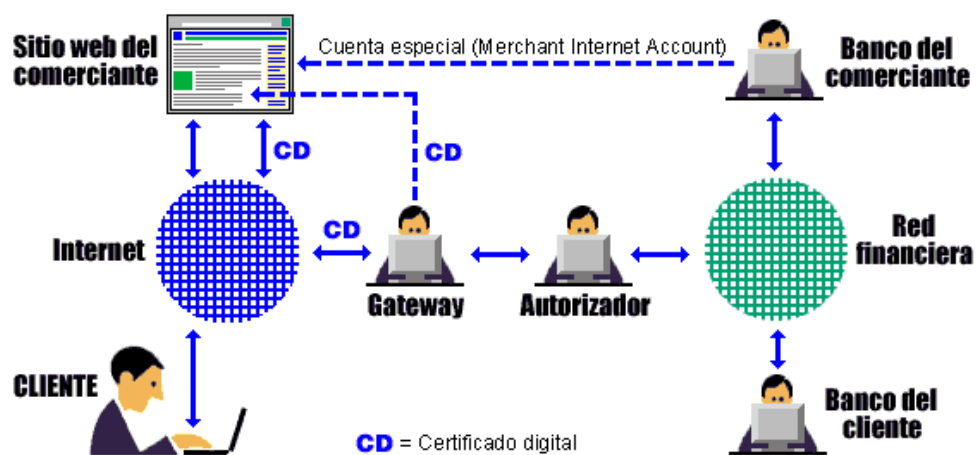 Sitio web del
comerciante
Cuenta especial (Merchant Internet Account)
Banco del
comerciante
CD
CD
Internet
CD
Gateway
Autorizador
Red
financiera
CLIENTE
CD = Certificado digital
Banco del
cliente